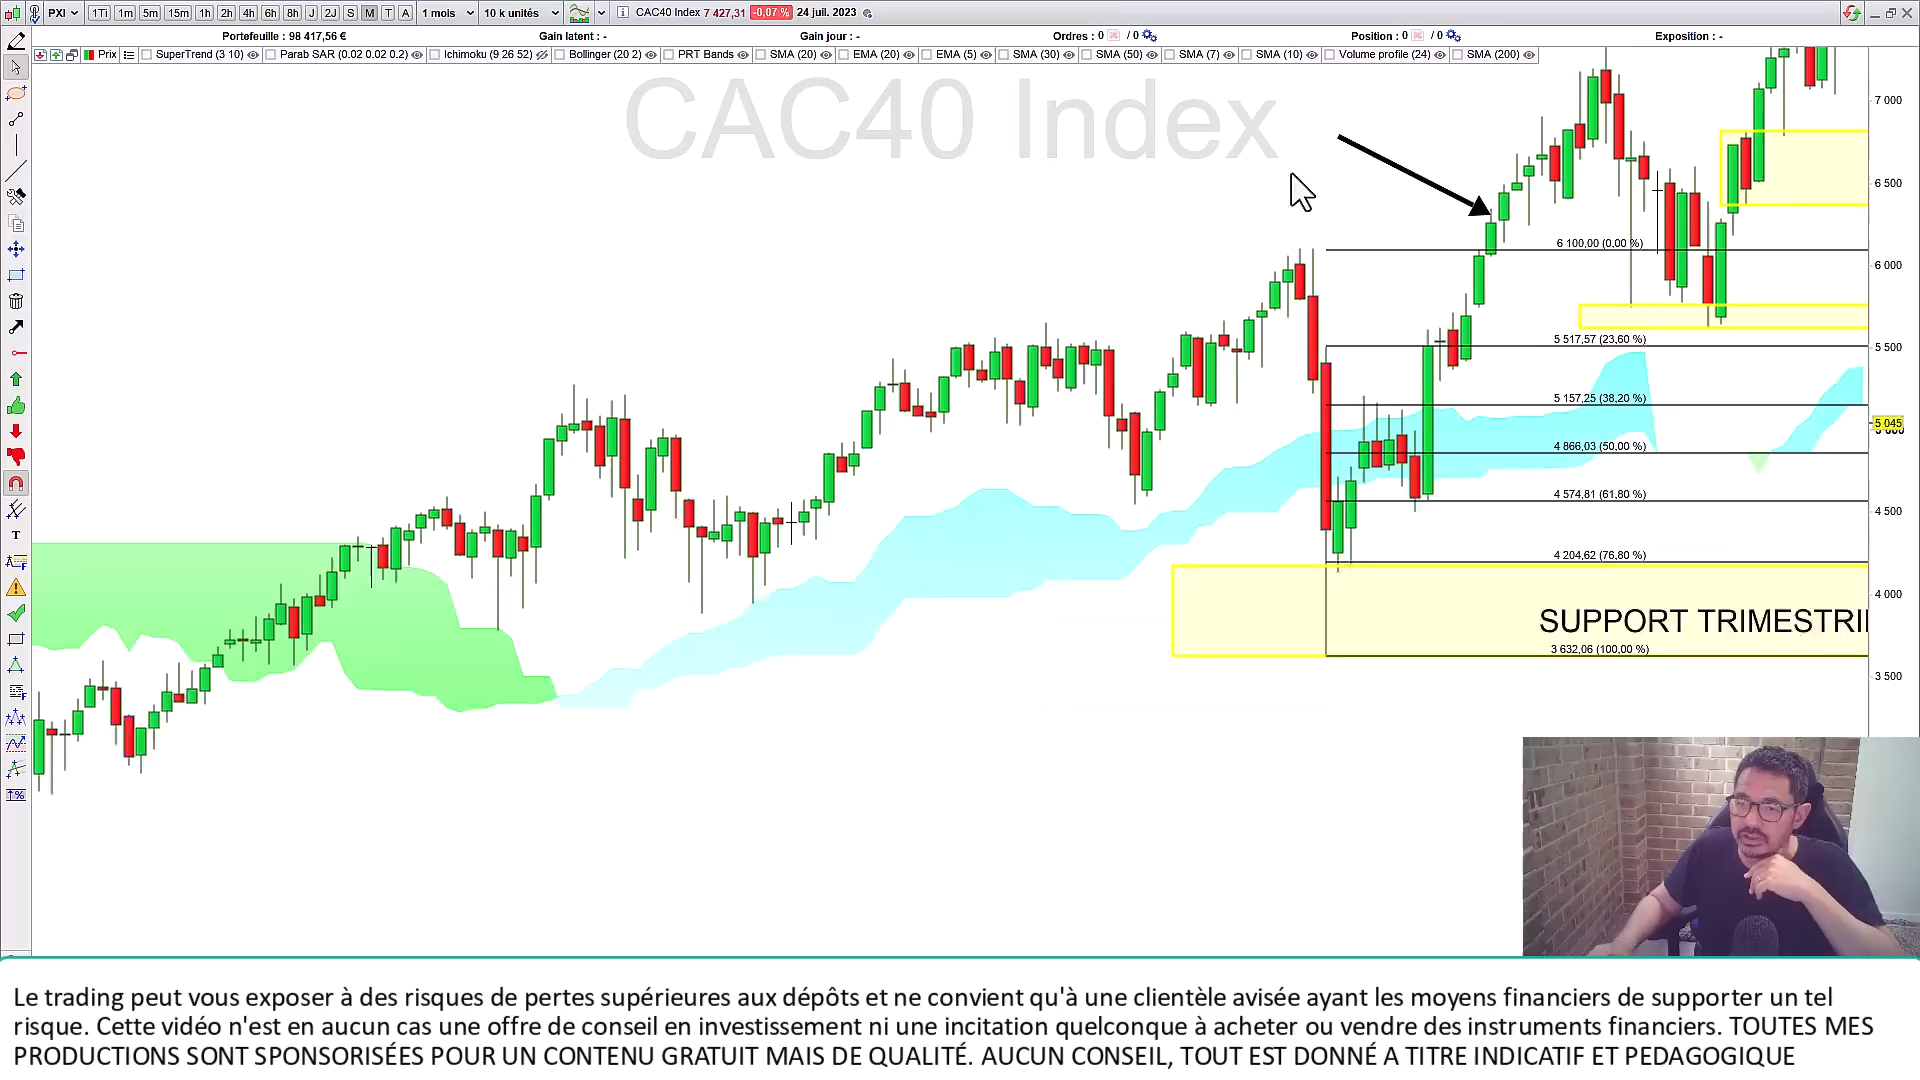 PXI 1Ti 1m 5m 15m 1h 2h 4h 6h 8h J 2J S M T A 1 mois 10 k unités CAC40 Index 7 427,31 -0,07 % 24 juil. 2023
Portefeuille : 98 417,56 € Gain latent : - Gain jour : - Ordres : 0 / 0 Position : 0 / 0 Exposition : -
Prix SuperTrend (3 10) Parab SAR (0.02 0.02 0.2) Ichimoku (9 26 52) Bollinger (20 2) PRT Bands SMA (20) EMA (20) EMA (5) SMA (30) SMA (50) SMA (7) SMA (10) Volume profile (24) SMA (200)
CAC40 Index
7 000
6 500
6 100,00 (0,00 %)
6 000
5 517,57 (23,60 %)
5 500
5 157,25 (38,20 %)
5 045
4 866,03 (50,00 %)
4 574,81 (61,80 %)
4 500
4 204,62 (76,80 %)
4 000
SUPPORT TRIMESTRI
3 632,06 (100,00 %)
3 500
Le trading peut vous exposer à des risques de pertes supérieures aux dépôts et ne convient qu'à une clientèle avisée ayant les moyens financiers de supporter un tel
risque. Cette vidéo n'est en aucun cas une offre de conseil en investissement ni une incitation quelconque à acheter ou vendre des instruments financiers. TOUTES MES
PRODUCTIONS SONT SPONSORISÉES POUR UN CONTENU GRATUIT MAIS DE QUALITÉ. AUCUN CONSEIL, TOUT EST DONNÉ A TITRE INDICATIF ET PEDAGOGIQUE